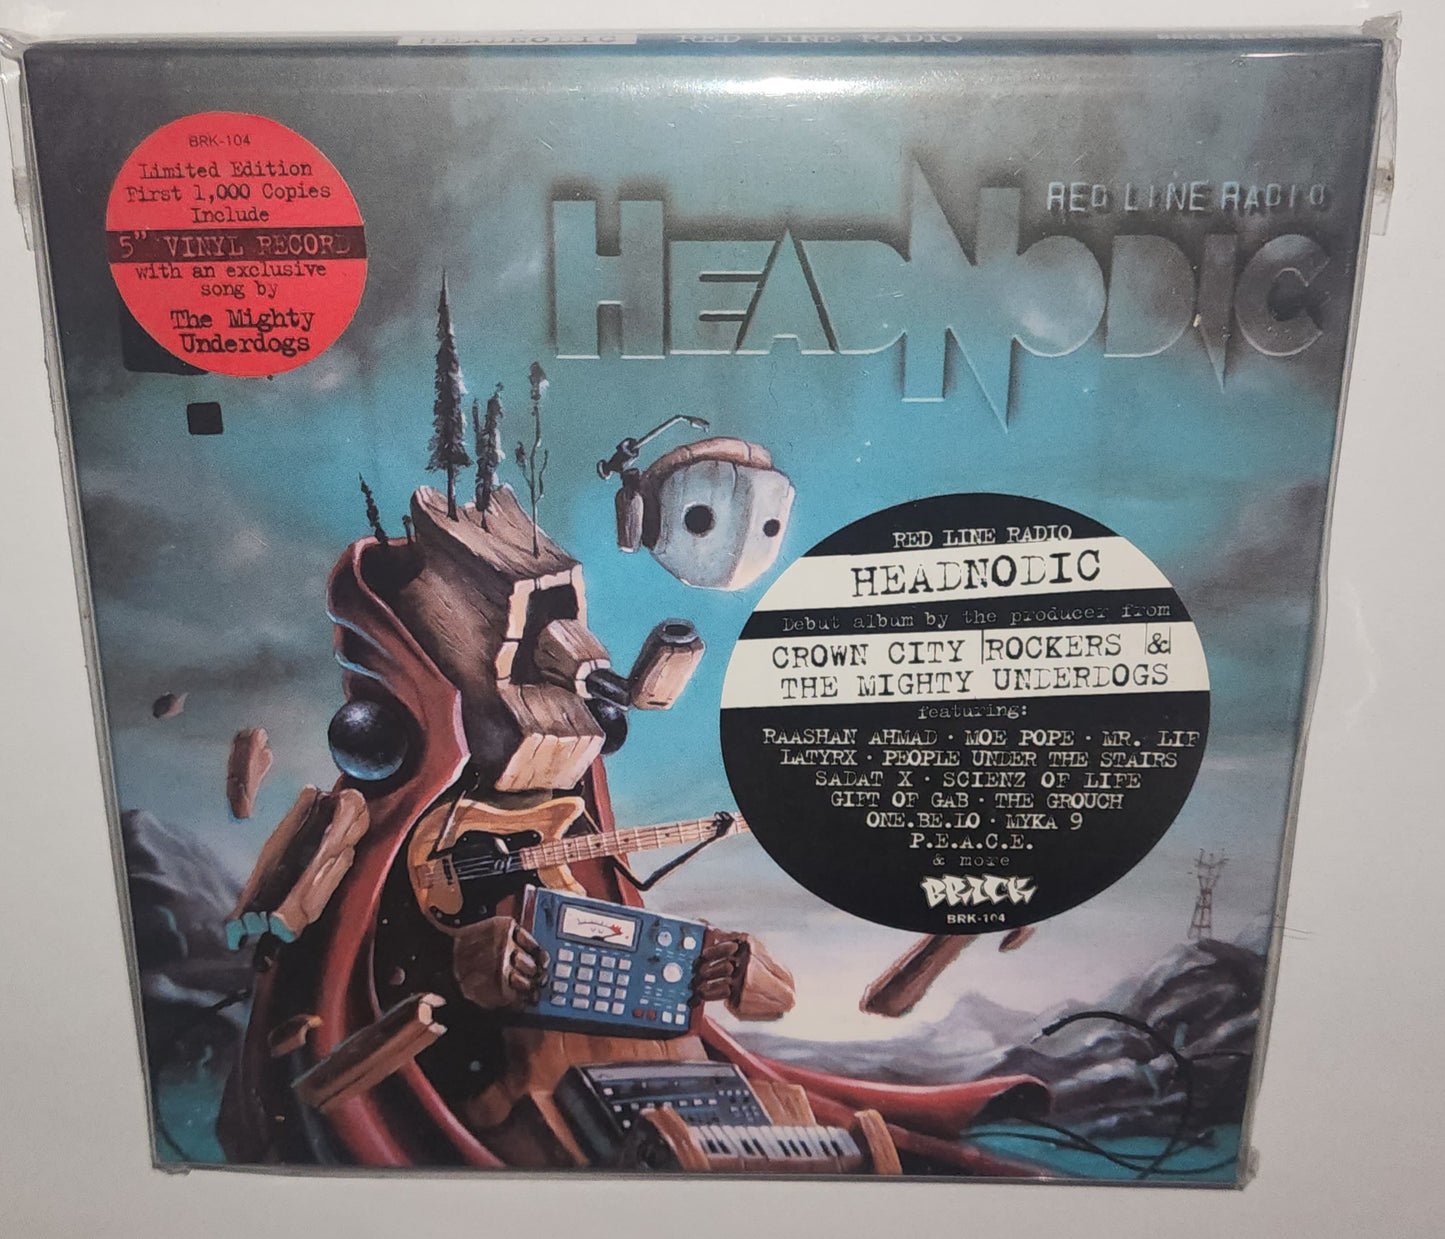 HEADNODIC RED LINE RADIO
BRK-104
Limited Edition
First 1,000 Copies
Include
5" VINYL RECORD
with an exclusive
song by
The Mighty
Underdogs
RED LINE RADIO
HEADNODIC
RED LINE RADIO
HEADNODIC
Debut album by the producer from
CROWN CITY ROCKERS &
THE MIGHTY UNDERDOGS
featuring:
RAASHAN AHMAD · MOE POPE · MR. LIF
LATYRX · PEOPLE UNDER THE STAIRS
SADAT X · SCIENZ OF LIFE
GIFT OF GAB · THE GROUCH
ONE.BE.LO · MYKA 9
P.E.A.C.E.
& more
BRICK
BRK-104
VU